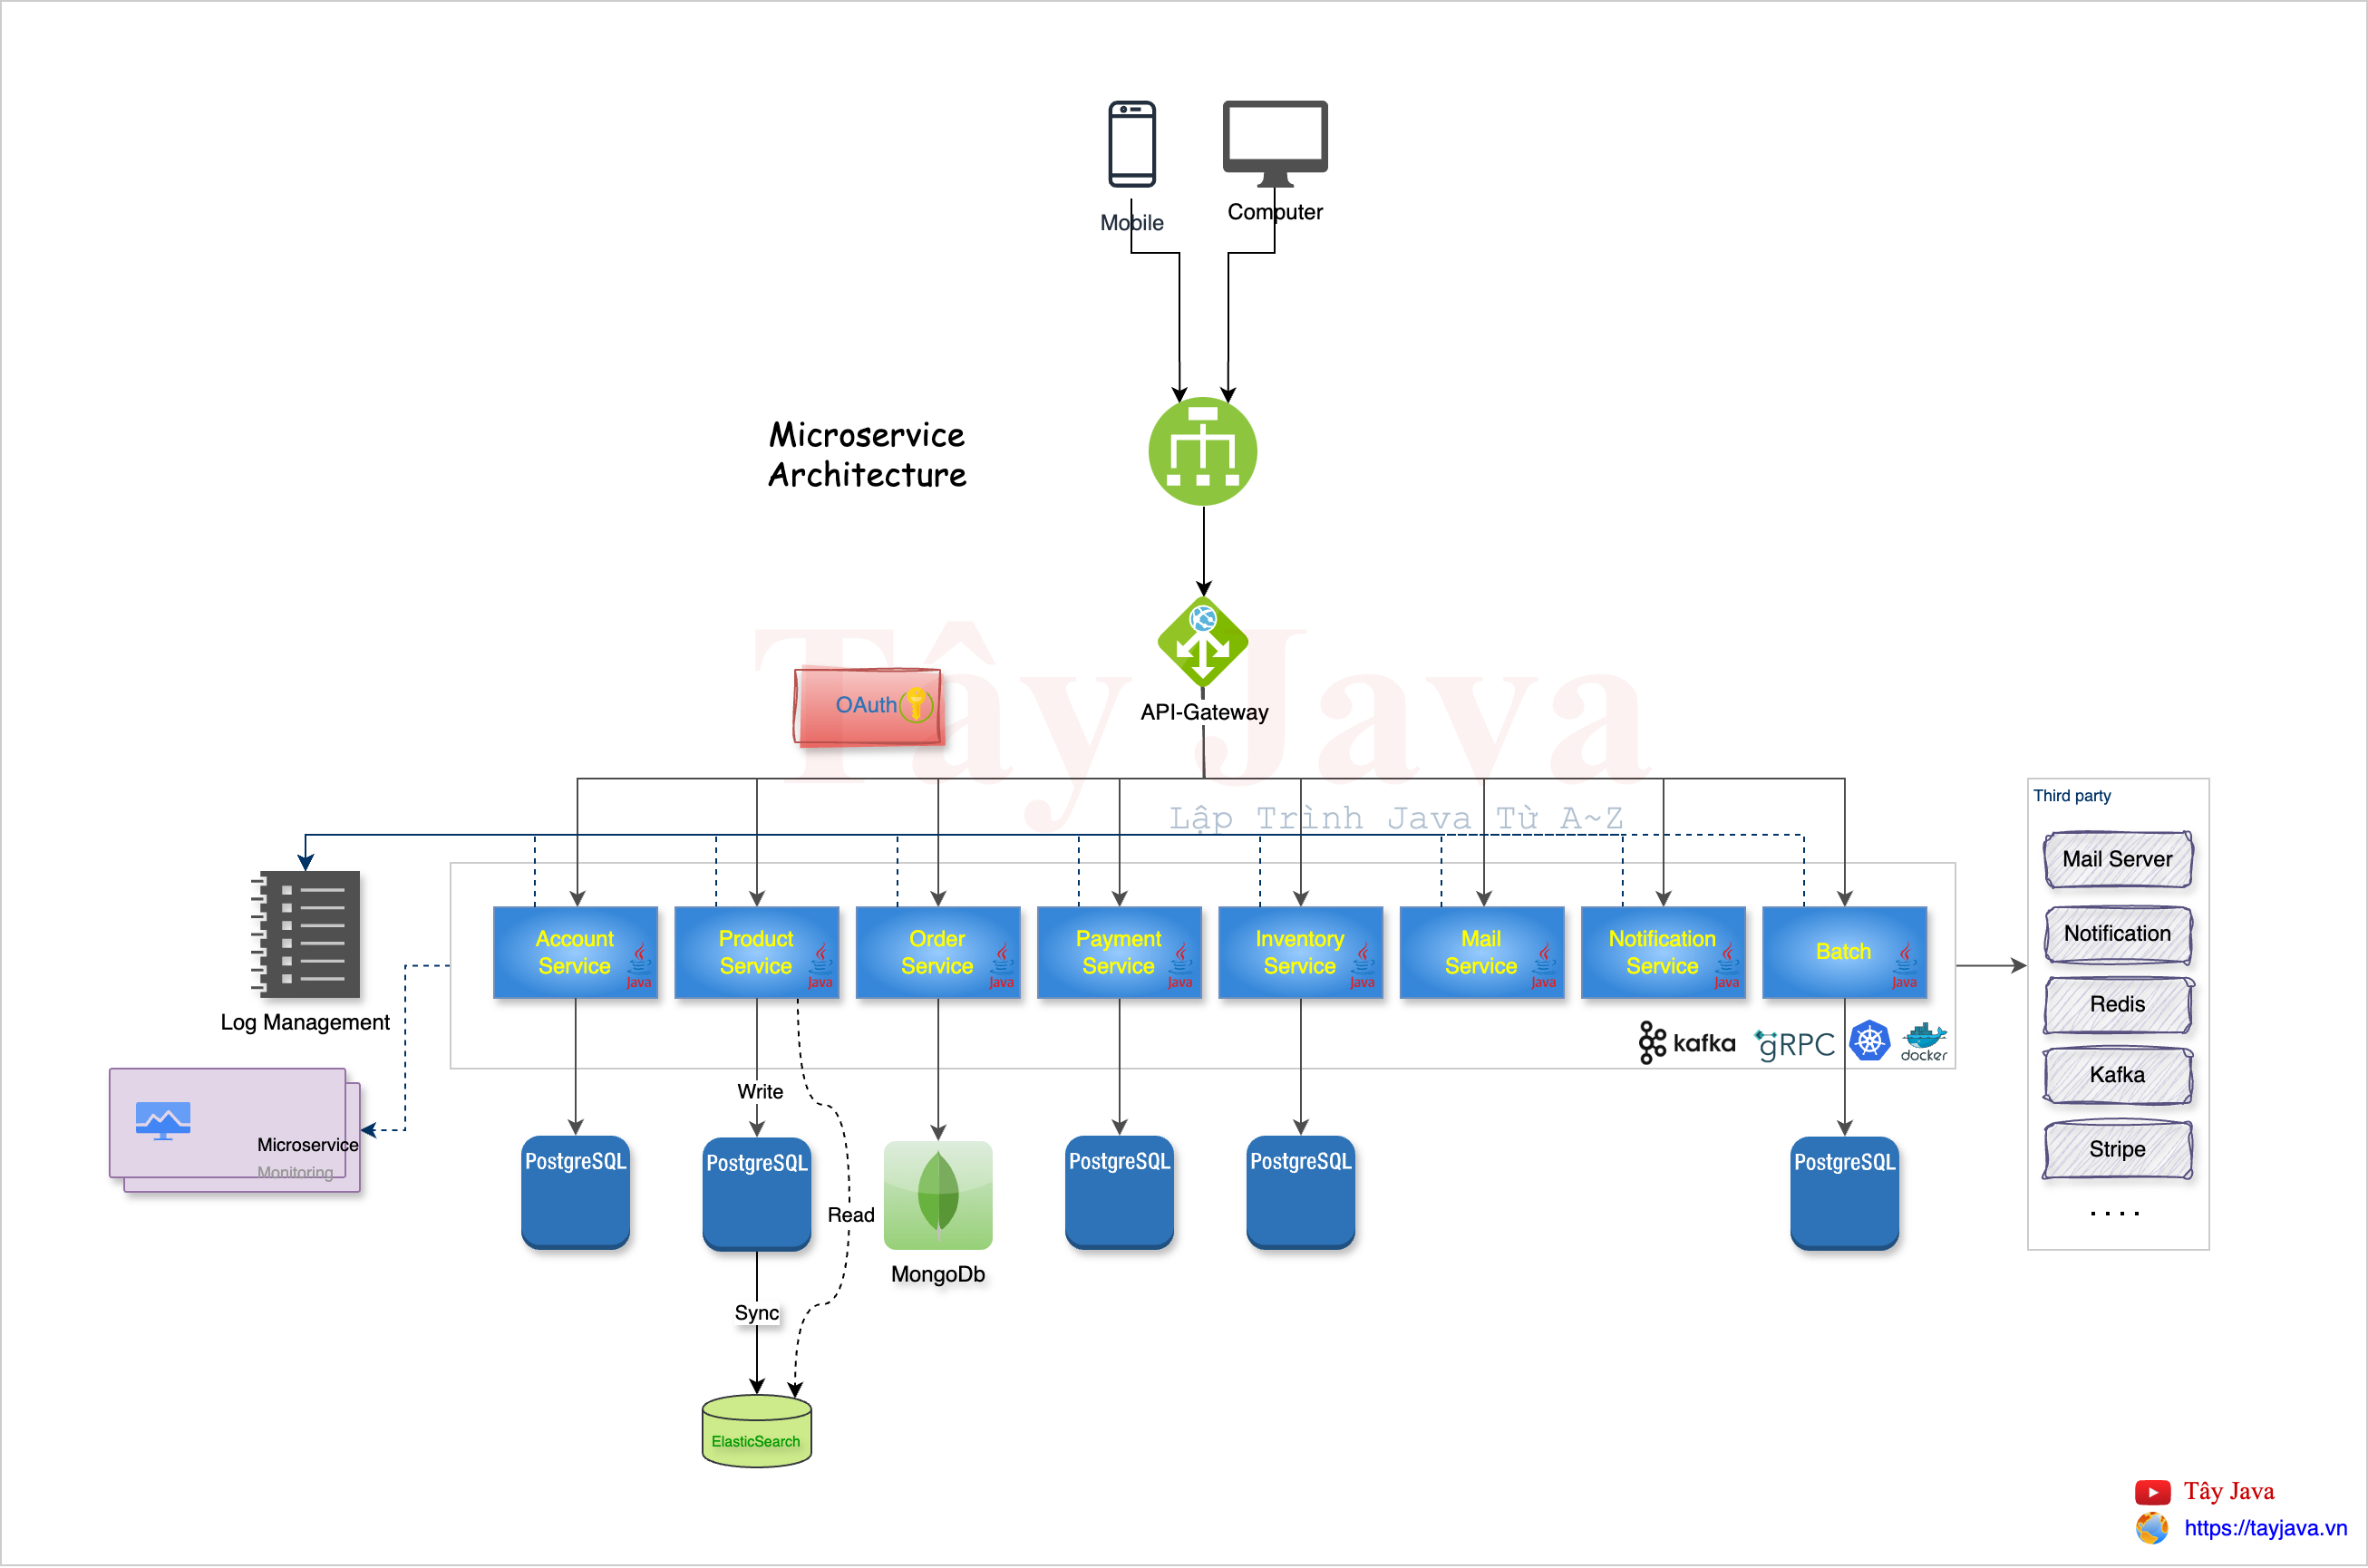 Mobile
Computer
Microservice
Architecture
Tây Java
API-Gateway
OAuth
Lập Trình Java Từ A~Z
Third party
Mail Server
Notification
Redis
Kafka
Stripe
....
Account
Service
Java
Product
Service
Java
Order
Service
Java
Payment
Service
Java
Inventory
Service
Java
Mail
Service
Java
Notification
Service
Java
Batch
Java
Log Management
kafka
gRPC
docker
Microservice
Monitoring
Write
Read
PostgreSQL
PostgreSQL
MongoDb
PostgreSQL
PostgreSQL
PostgreSQL
Sync
ElasticSearch
Tây Java
https://tayjava.vn